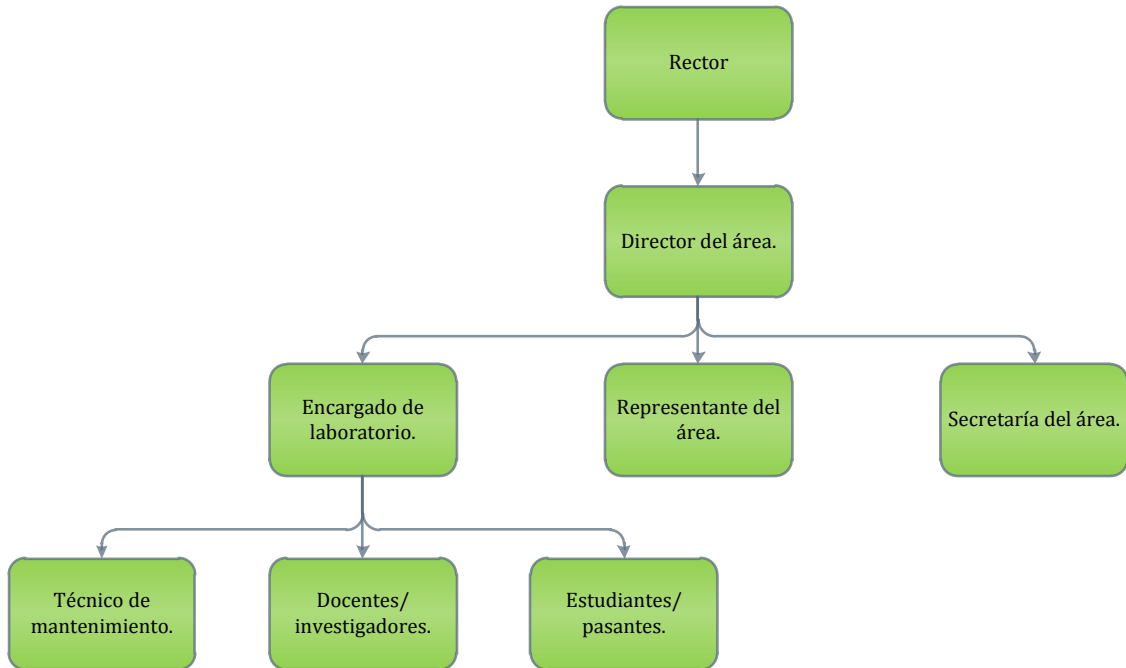 Rector
Director del área.
Encargado de
laboratorio.
Representante del
área.
Secretaría del área.
Técnico de
mantenimiento.
Docentes/
investigadores.
Estudiantes/
pasantes.